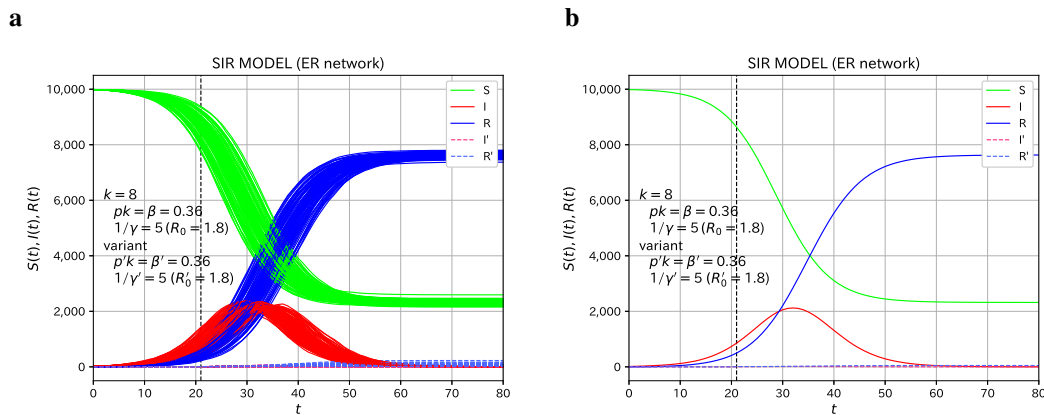 a
SIR MODEL (ER network)
S(t), I(t), R(t)
10,000
8,000
6,000
4,000
2,000
0
k = 8
pk = β = 0.36
1/γ = 5 (R₀ = 1.8)
variant
p'k = β' = 0.36
1/γ' = 5 (R₀' = 1.8)
S
I
R
I'
R'
0 10 20 30 40 50 60 70 80
t
b
SIR MODEL (ER network)
S(t), I(t), R(t)
10,000
8,000
6,000
4,000
2,000
0
k = 8
pk = β = 0.36
1/γ = 5 (R₀ = 1.8)
variant
p'k = β' = 0.36
1/γ' = 5 (R₀' = 1.8)
S
I
R
I'
R'
0 10 20 30 40 50 60 70 80
t